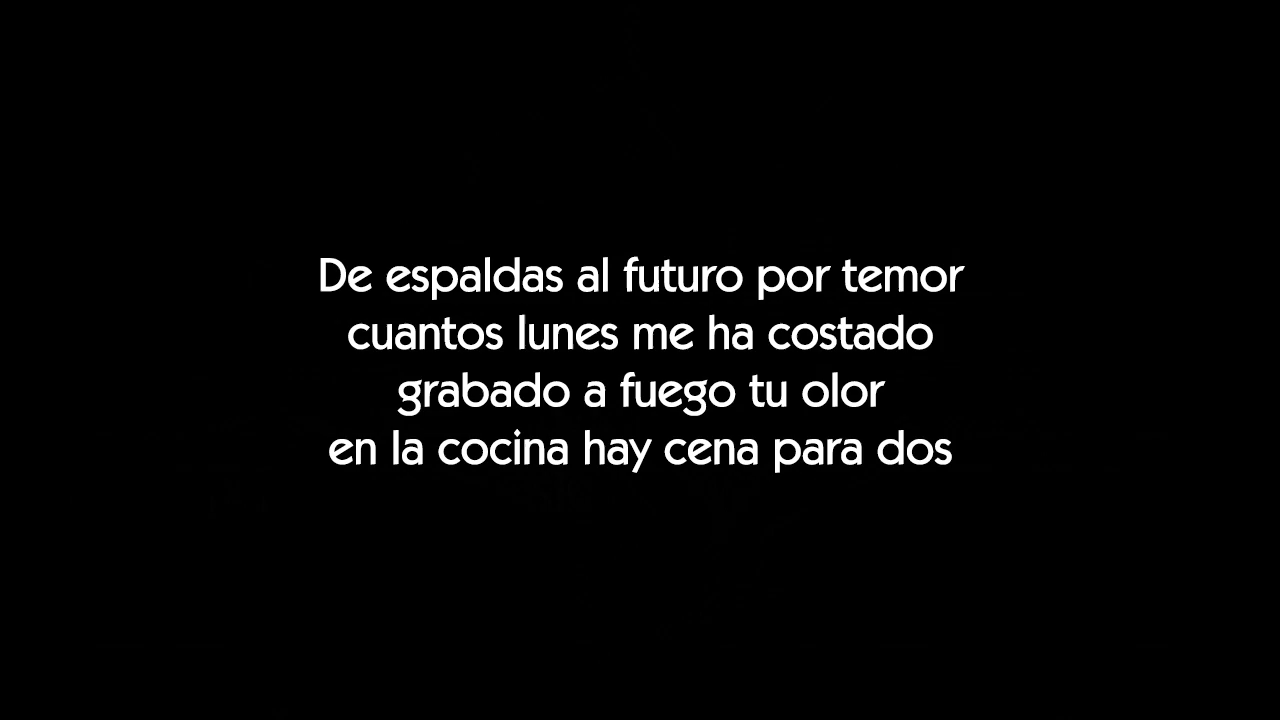 De espaldas al futuro por temor
cuantos lunes me ha costado
grabado a fuego tu olor
en la cocina hay cena para dos